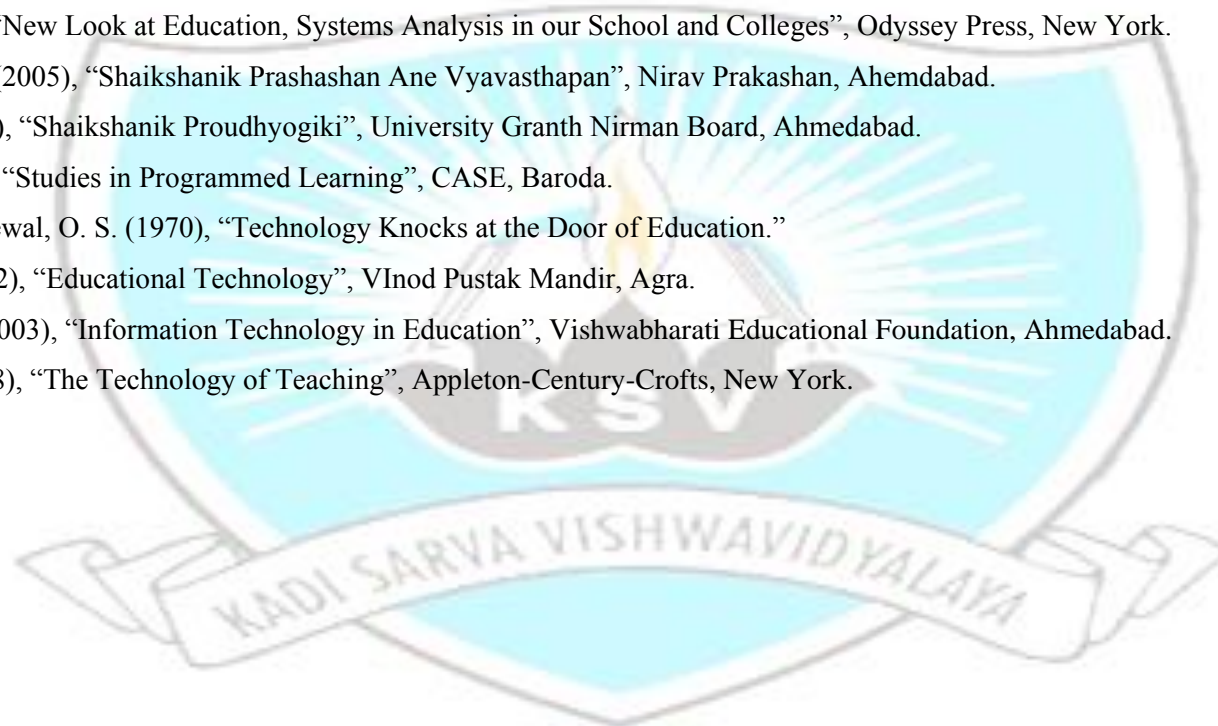 New Look at Education, Systems Analysis in our School and Colleges”, Odyssey Press, New York.
(2005), “Shaikshanik Prashashan Ane Vyavasthapan”, Nirav Prakashan, Ahemdabad.
), “Shaikshanik Proudhyogiki”, University Granth Nirman Board, Ahmedabad.
“Studies in Programmed Learning”, CASE, Baroda.
ewal, O. S. (1970), “Technology Knocks at the Door of Education.”
2), “Educational Technology”, VInod Pustak Mandir, Agra.
003), “Information Technology in Education”, Vishwabharati Educational Foundation, Ahmedabad.
8), “The Technology of Teaching”, Appleton-Century-Crofts, New York.
KSV
KADI SARVA VISHWAVIDYALAYA